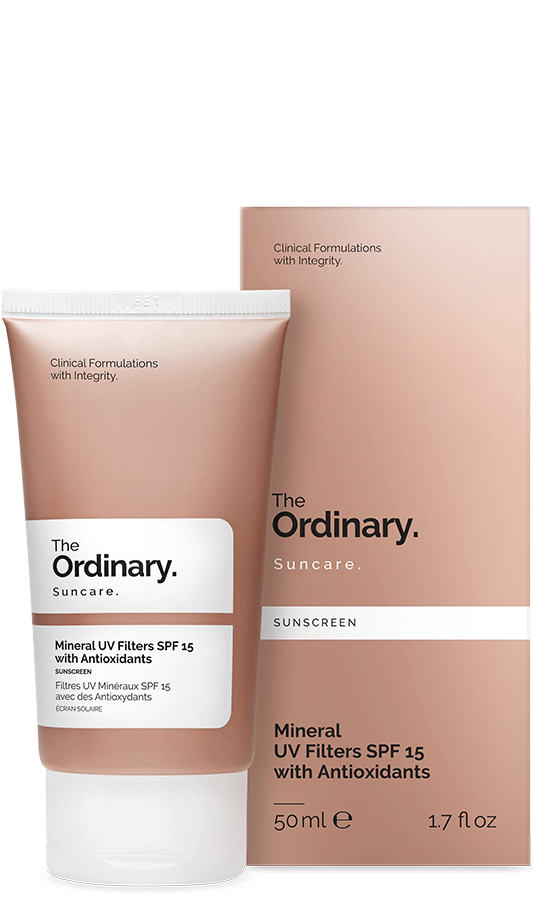 Clinical Formulations
with Integrity.
The
Ordinary.
Suncare.
Mineral UV Filters SPF 15
with Antioxidants
SUNSCREEN
Filtres UV Minéraux SPF 15
avec des Antioxydants
ÉCRAN SOLAIRE
Clinical Formulations
with Integrity.
The
Ordinary.
Suncare.
SUNSCREEN
Mineral
UV Filters SPF 15
with Antioxidants
50 ml ℮ 1.7 fl oz